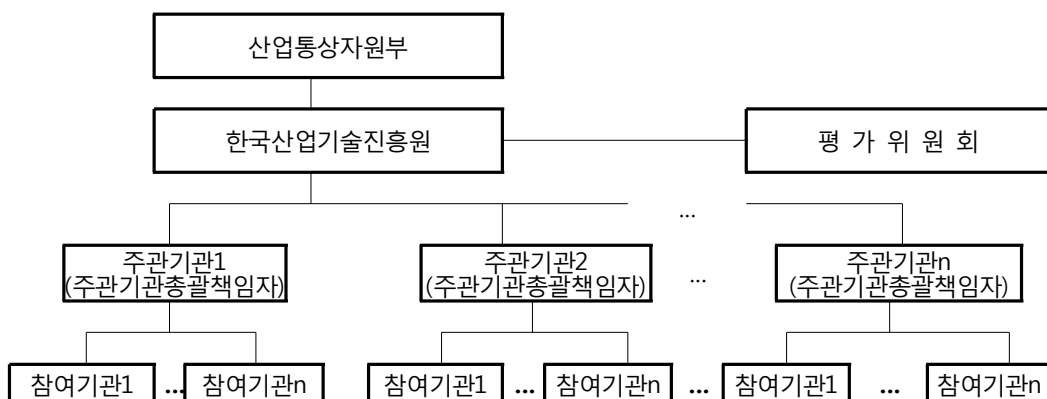 산업통상자원부
한국산업기술진흥원
평 가 위 원 회
...
주관기관1
(주관기관총괄책임자)
주관기관2
(주관기관총괄책임자)
...
주관기관n
(주관기관총괄책임자)
참여기관1 ... 참여기관n 참여기관1 ... 참여기관n ... 참여기관1 ... 참여기관n